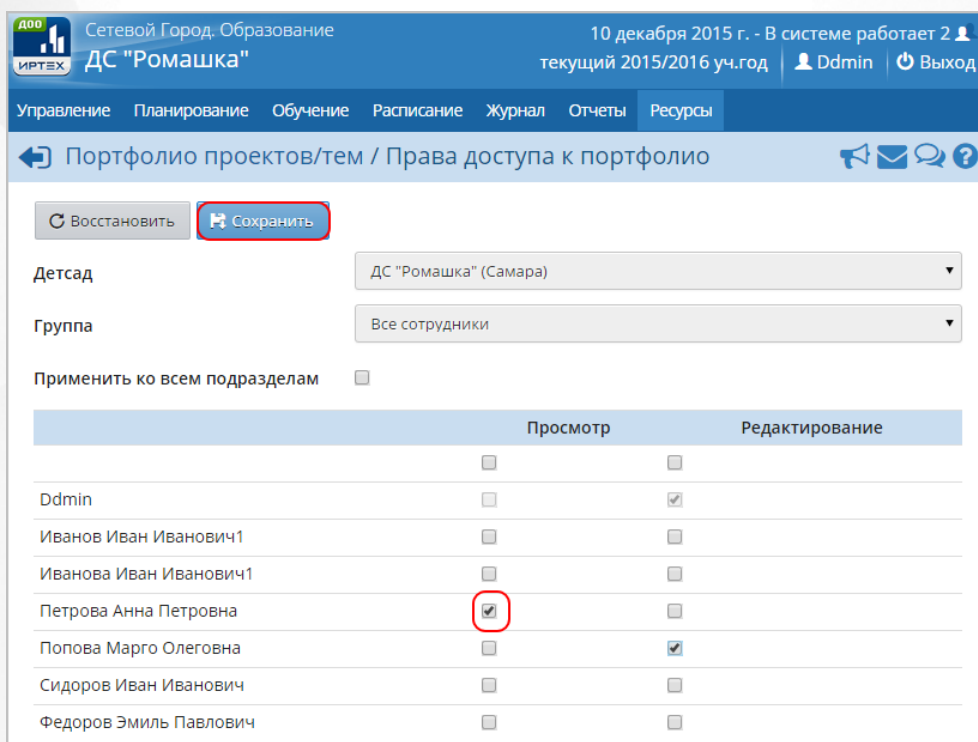 ДОО
ИРТЕХ
Сетевой Город. Образование
ДС "Ромашка"
10 декабря 2015 г. - В системе работает 2
текущий 2015/2016 уч.год Ddmin Выход
Управление Планирование Обучение Расписание Журнал Отчеты Ресурсы
Портфолио проектов/тем / Права доступа к портфолио
Восстановить Сохранить
Детсад ДС "Ромашка" (Самара)
Группа Все сотрудники
Применить ко всем подразделам
Просмотр Редактирование
Ddmin
Иванов Иван Иванович1
Иванова Иван Иванович1
Петрова Анна Петровна
Попова Марго Олеговна
Сидоров Иван Иванович
Федоров Эмиль Павлович